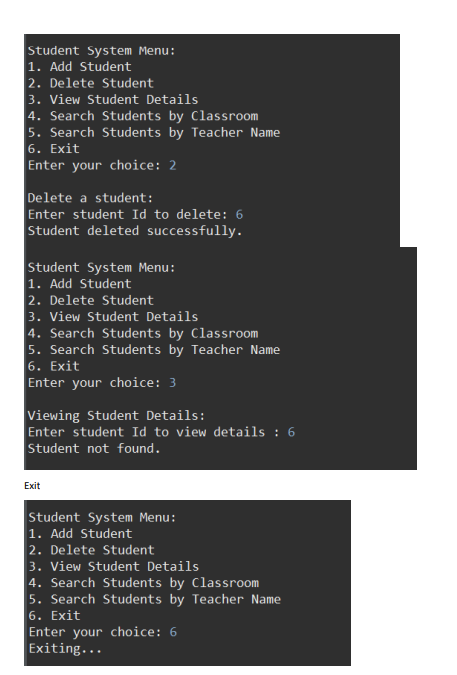 Student System Menu:
1. Add Student
2. Delete Student
3. View Student Details
4. Search Students by Classroom
5. Search Students by Teacher Name
6. Exit
Enter your choice: 2

Delete a student:
Enter student Id to delete: 6
Student deleted successfully.

Student System Menu:
1. Add Student
2. Delete Student
3. View Student Details
4. Search Students by Classroom
5. Search Students by Teacher Name
6. Exit
Enter your choice: 3

Viewing Student Details:
Enter student Id to view details : 6
Student not found.

Exit

Student System Menu:
1. Add Student
2. Delete Student
3. View Student Details
4. Search Students by Classroom
5. Search Students by Teacher Name
6. Exit
Enter your choice: 6
Exiting...